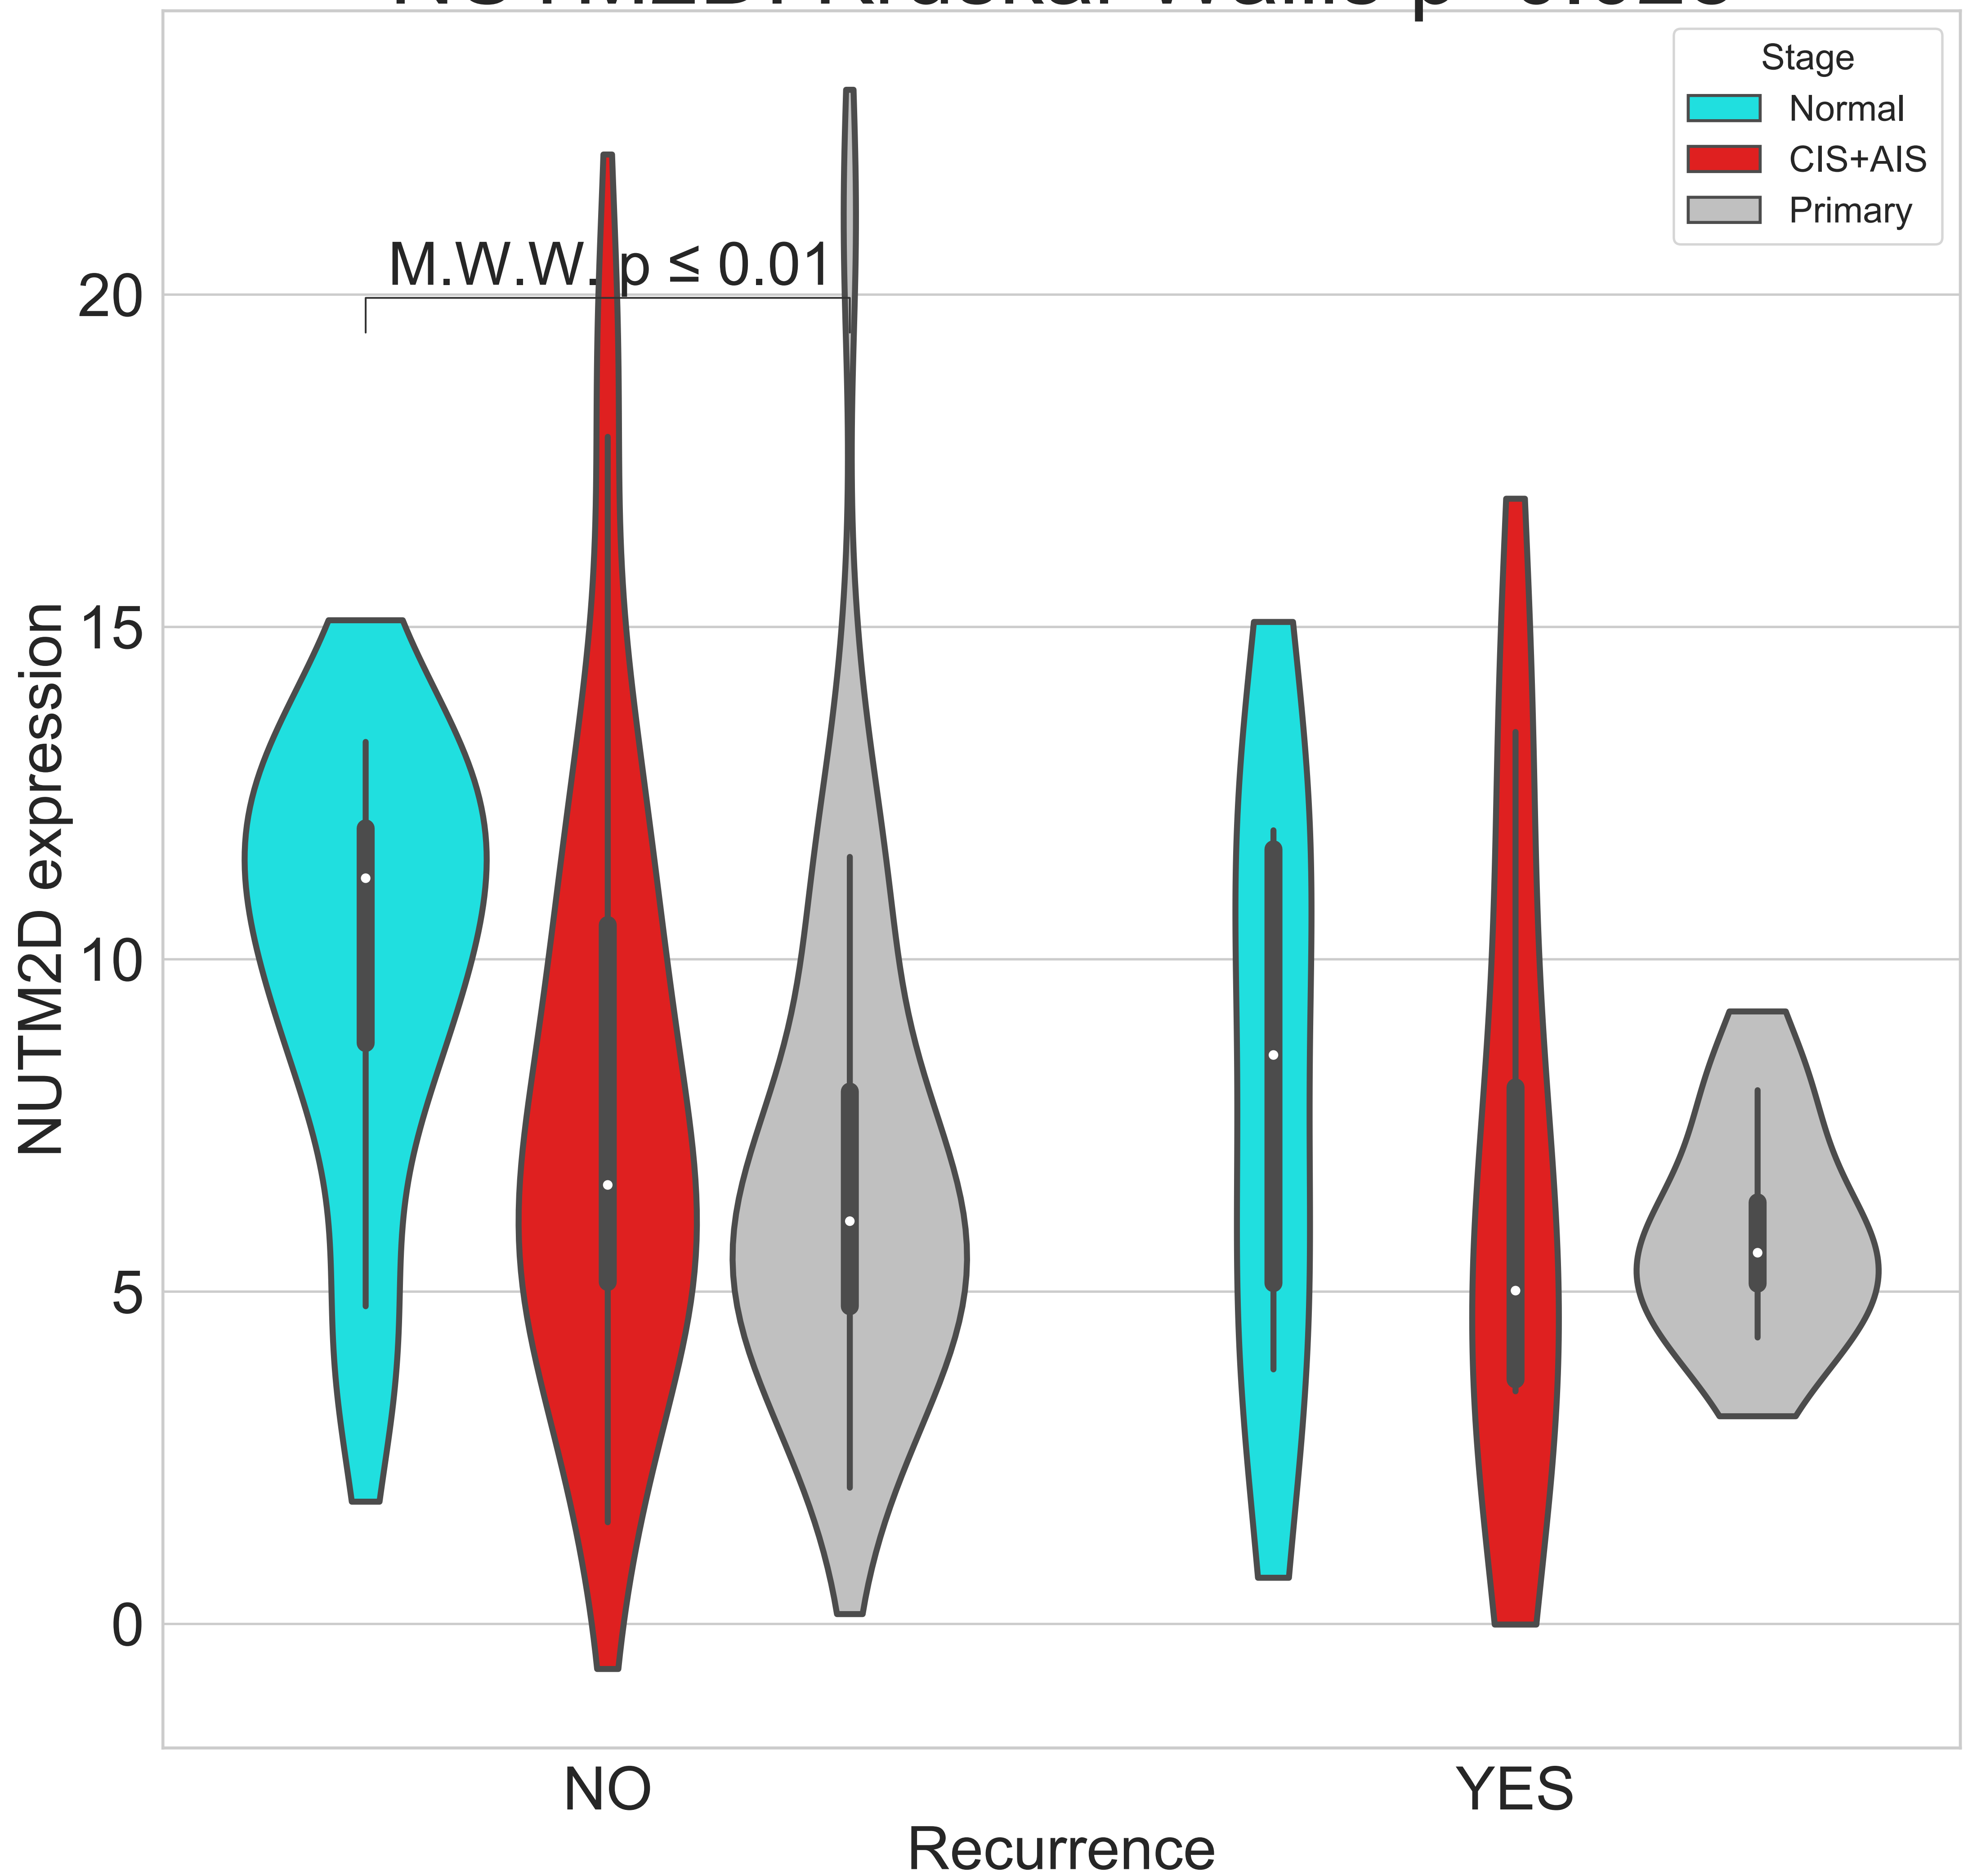 Stage
Normal
CIS+AIS
Primary
M.W.W. p ≤ 0.01
20
15
10
5
0
NUTM2D expression
NO YES
Recurrence